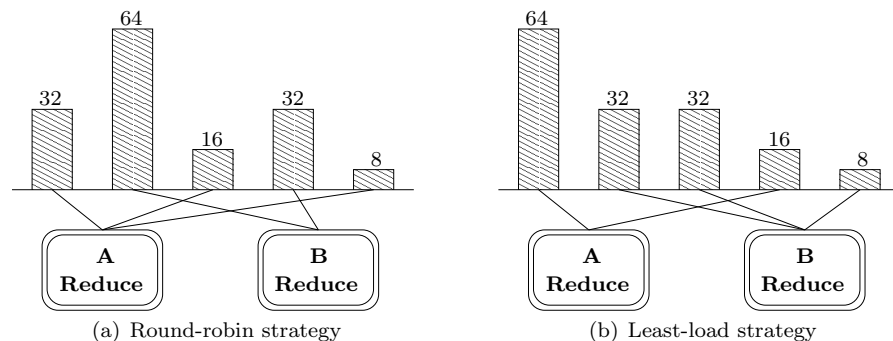 32
64
16
32
8
A
Reduce
B
Reduce
(a) Round-robin strategy
64
32
32
16
8
A
Reduce
B
Reduce
(b) Least-load strategy